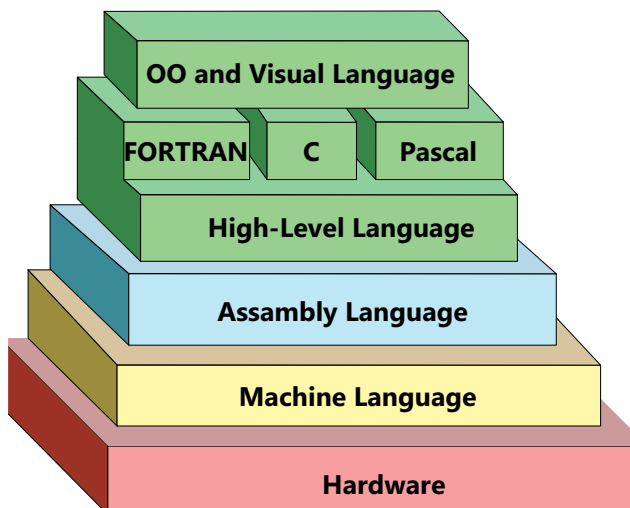 OO and Visual Language
FORTRAN
C
Pascal
High-Level Language
Assambly Language
Machine Language
Hardware